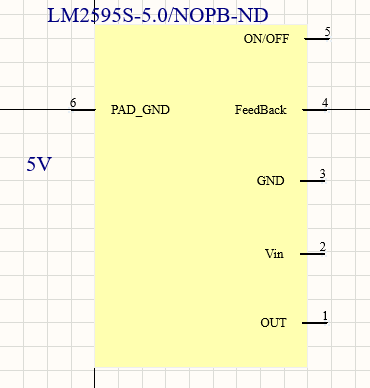 LM2595S-5.0/NOPB-ND
ON/OFF 5
6 PAD_GND FeedBack 4
5V
GND 3
Vin 2
OUT 1